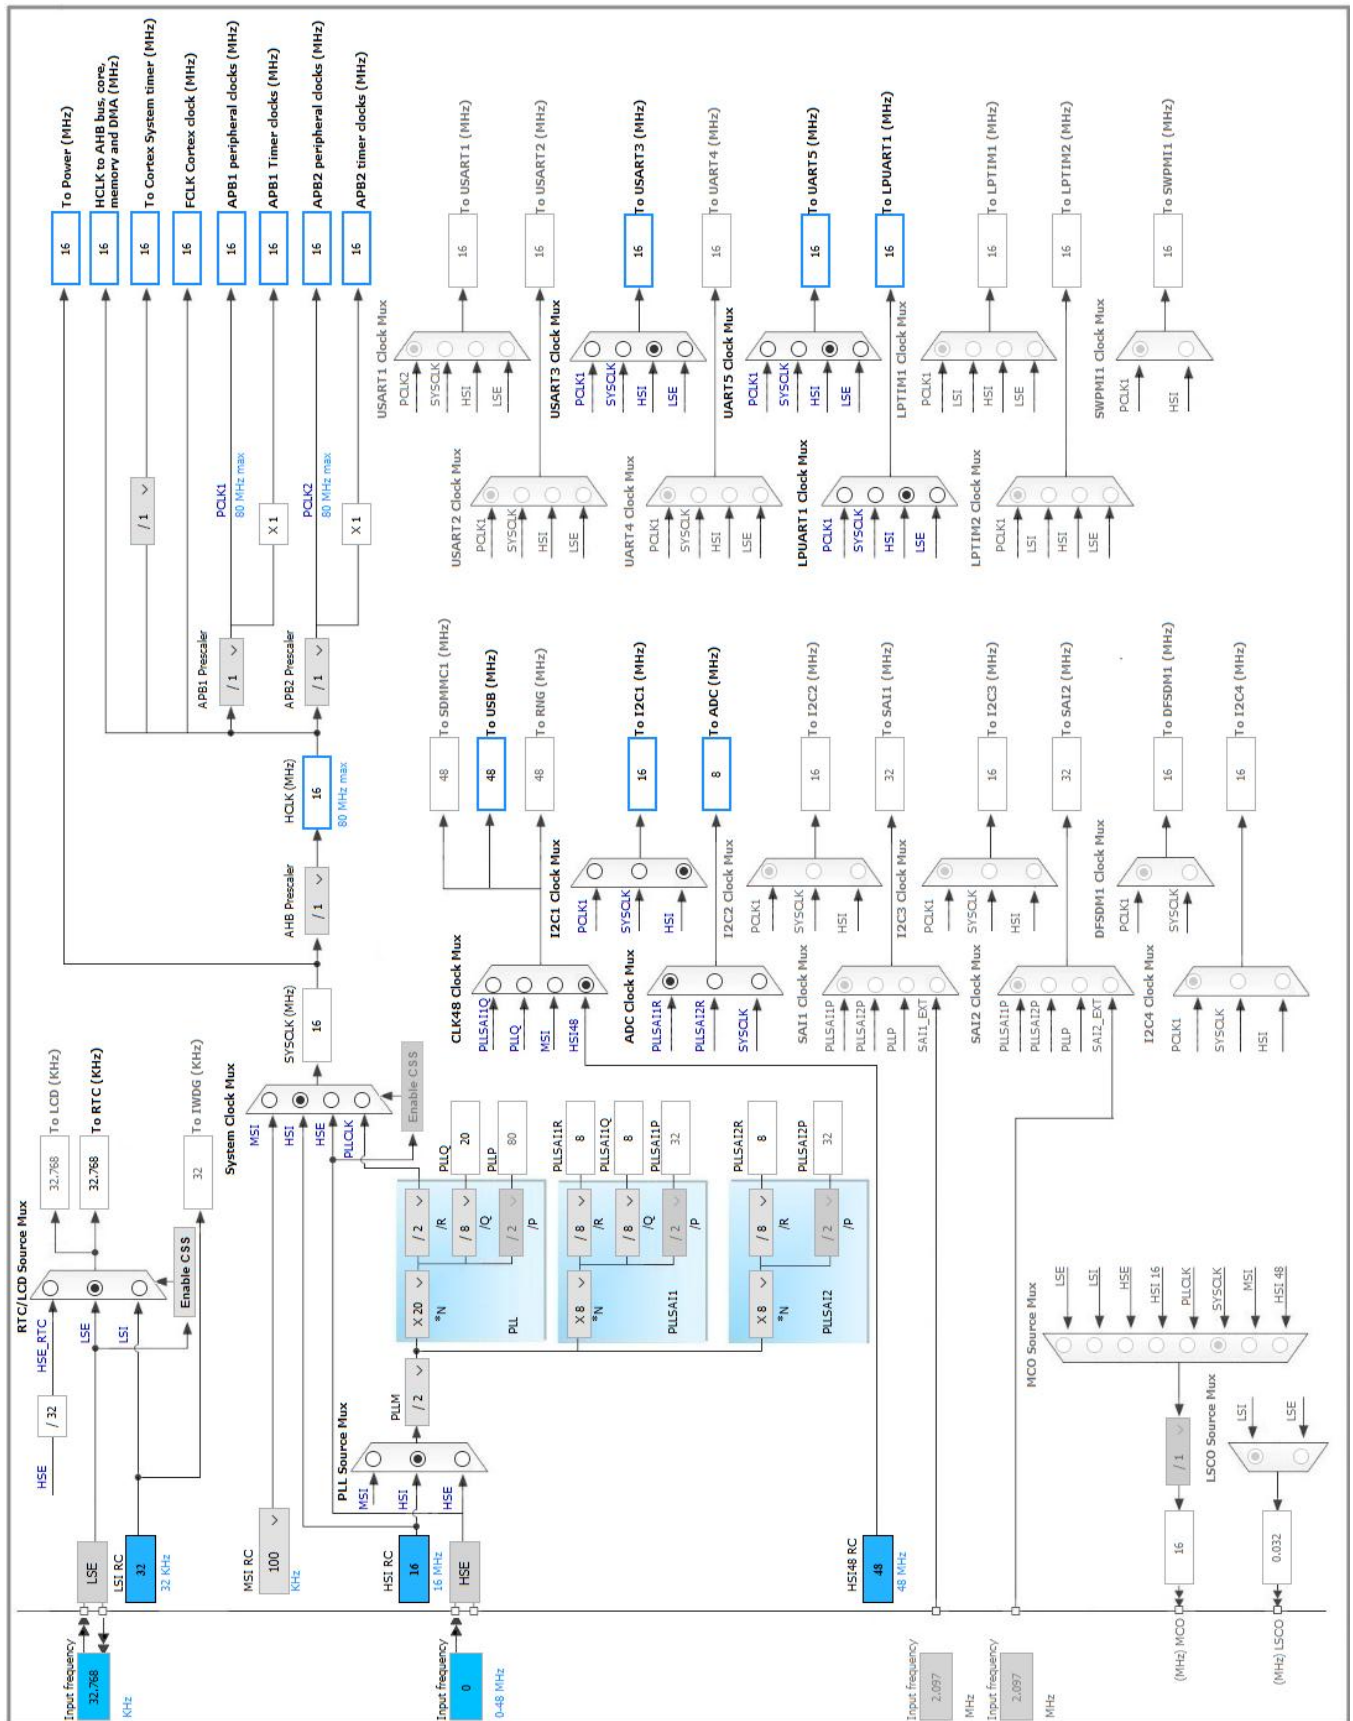 RTC/LCD Source Mux
Input frequency
32.768
KHz
LSE
LSI RC
32
32 KHz
HSE
/ 32
HSE_RTC
LSE
LSI
Enable CSS
32.768
To LCD (KHz)
32.768
To RTC (KHz)
32
To IWDG (KHz)
MSI RC
100
KHz
HSI RC
16
16 MHz
Input frequency
0
0-48 MHz
HSE
PLL Source Mux
MSI
HSI
HSE
PLLM
/ 2
X 20
*N
/ 2
/R
/ 8
/Q
/ 2
/P
PLL
PLLQ
20
PLLP
80
X 8
*N
/ 8
/R
/ 8
/Q
/ 2
/P
PLLSAI1
PLLSAI1R
8
PLLSAI1Q
8
PLLSAI1P
32
X 8
*N
/ 8
/R
/ 2
/P
PLLSAI2
PLLSAI2R
8
PLLSAI2P
32
System Clock Mux
MSI
HSI
HSE
PLLCLK
Enable CSS
SYSCLK (MHz)
16
AHB Prescaler
/ 1
HCLK (MHz)
16
80 MHz max
APB1 Prescaler
/ 1
APB2 Prescaler
/ 1
/ 1
PCLK1
80 MHz max
X 1
PCLK2
80 MHz max
X 1
16
To Power (MHz)
16
HCLK to AHB bus, core,
memory and DMA (MHz)
16
To Cortex System timer (MHz)
16
FCLK Cortex clock (MHz)
16
APB1 peripheral clocks (MHz)
16
APB1 Timer clocks (MHz)
16
APB2 peripheral clocks (MHz)
16
APB2 timer clocks (MHz)
HSI48 RC
48
48 MHz
CLK48 Clock Mux
PLLSAI1Q
PLLQ
MSI
HSI48
48
To SDMMC1 (MHz)
48
To USB (MHz)
48
To RNG (MHz)
I2C1 Clock Mux
PCLK1
SYSCLK
HSI
16
To I2C1 (MHz)
ADC Clock Mux
PLLSAI1R
PLLSAI2R
SYSCLK
8
To ADC (MHz)
I2C2 Clock Mux
PCLK1
SYSCLK
HSI
16
To I2C2 (MHz)
SAI1 Clock Mux
PLLSAI1P
PLLSAI2P
PLLP
SAI1_EXT
32
To SAI1 (MHz)
I2C3 Clock Mux
PCLK1
SYSCLK
HSI
16
To I2C3 (MHz)
SAI2 Clock Mux
PLLSAI1P
PLLSAI2P
PLLP
SAI2_EXT
32
To SAI2 (MHz)
DFSDM1 Clock Mux
PCLK1
SYSCLK
16
To DFSDM1 (MHz)
I2C4 Clock Mux
PCLK1
SYSCLK
HSI
16
To I2C4 (MHz)
USART1 Clock Mux
PCLK2
SYSCLK
HSI
LSE
16
To USART1 (MHz)
USART2 Clock Mux
PCLK1
SYSCLK
HSI
LSE
16
To USART2 (MHz)
USART3 Clock Mux
PCLK1
SYSCLK
HSI
LSE
16
To USART3 (MHz)
UART4 Clock Mux
PCLK1
SYSCLK
HSI
LSE
16
To UART4 (MHz)
UART5 Clock Mux
PCLK1
SYSCLK
HSI
LSE
16
To UART5 (MHz)
LPUART1 Clock Mux
PCLK1
SYSCLK
HSI
LSE
16
To LPUART1 (MHz)
LPTIM1 Clock Mux
PCLK1
LSI
HSI
LSE
16
To LPTIM1 (MHz)
LPTIM2 Clock Mux
PCLK1
LSI
HSI
LSE
16
To LPTIM2 (MHz)
SWPMI1 Clock Mux
PCLK1
HSI
16
To SWPMI1 (MHz)
Input frequency
2.097
MHz
Input frequency
2.097
MHz
MCO Source Mux
LSE
LSI
HSE
HSI 16
PLLCLK
SYSCLK
MSI
HSI 48
/ 1
16
(MHz) MCO
LSCO Source Mux
LSI
LSE
0.032
(MHz) LSCO